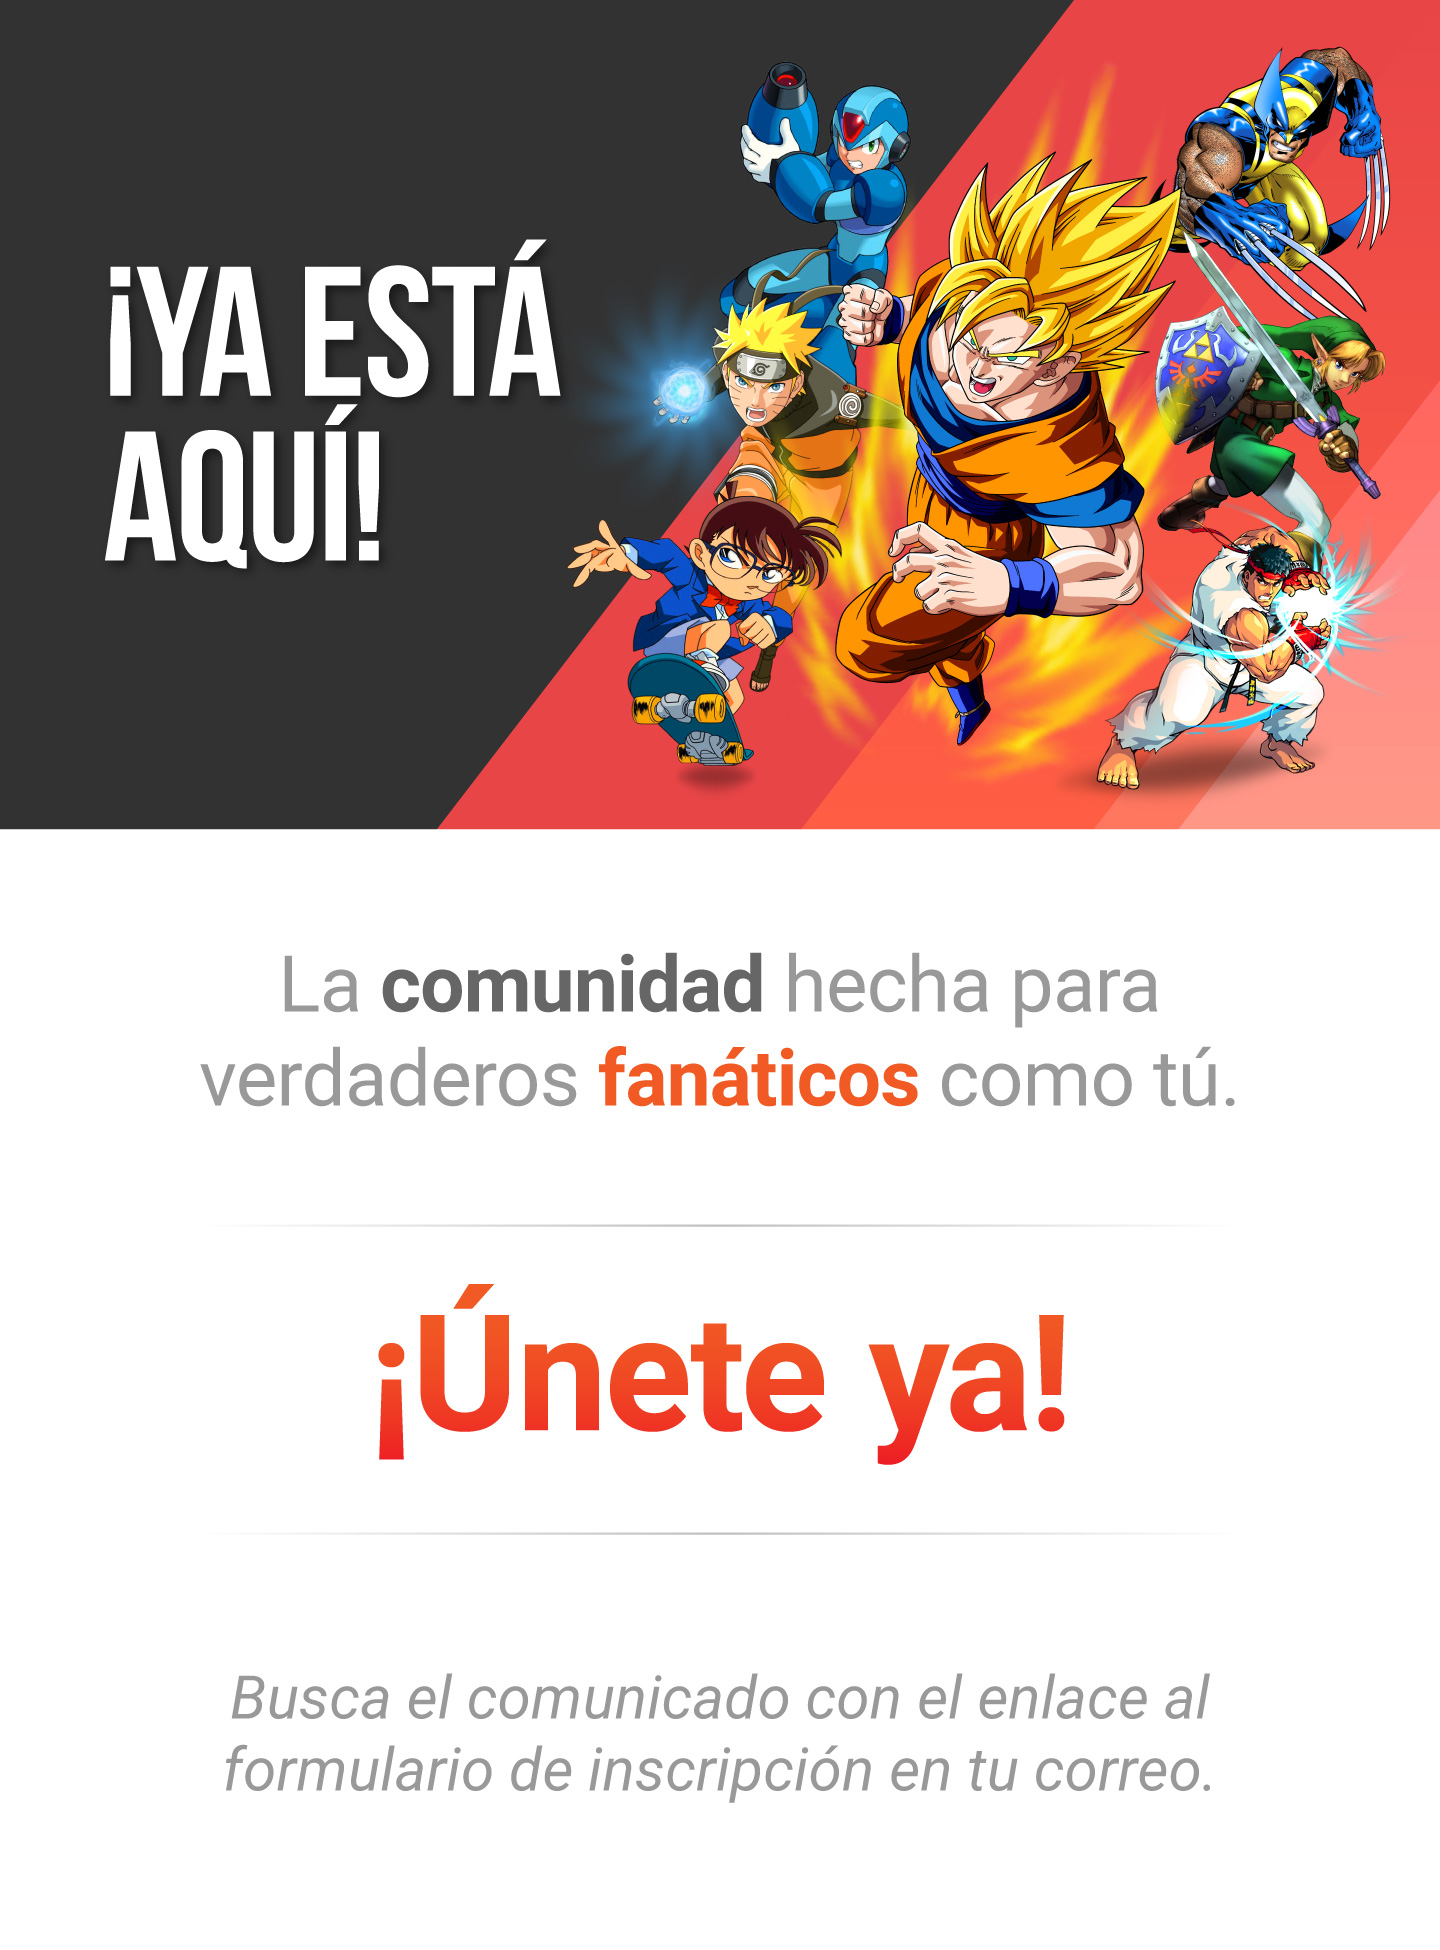 ¡YA ESTÁ
AQUÍ!
La comunidad hecha para
verdaderos fanáticos como tú.
¡Únete ya!
Busca el comunicado con el enlace al
formulario de inscripción en tu correo.